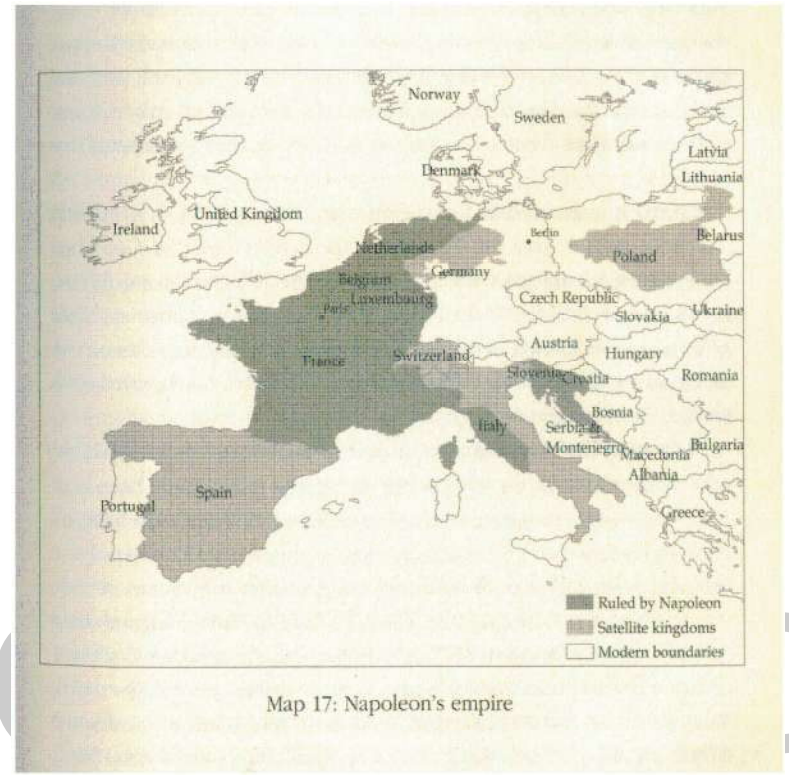 Norway
Sweden
Latvia
Denmark
Lithuania
Ireland
United Kingdom
Berlin
Belarus
Netherlands
Poland
Germany
Belgium
Luxembourg
Czech Republic
Paris
Slovakia
Ukraine
Austria
France
Switzerland
Hungary
Slovenia
Croatia
Romania
Bosnia
Italy
Serbia &
Montenegro
Macedonia
Bulgaria
Albania
Portugal
Spain
Greece
Ruled by Napoleon
Satellite kingdoms
Modern boundaries
Map 17: Napoleon's empire